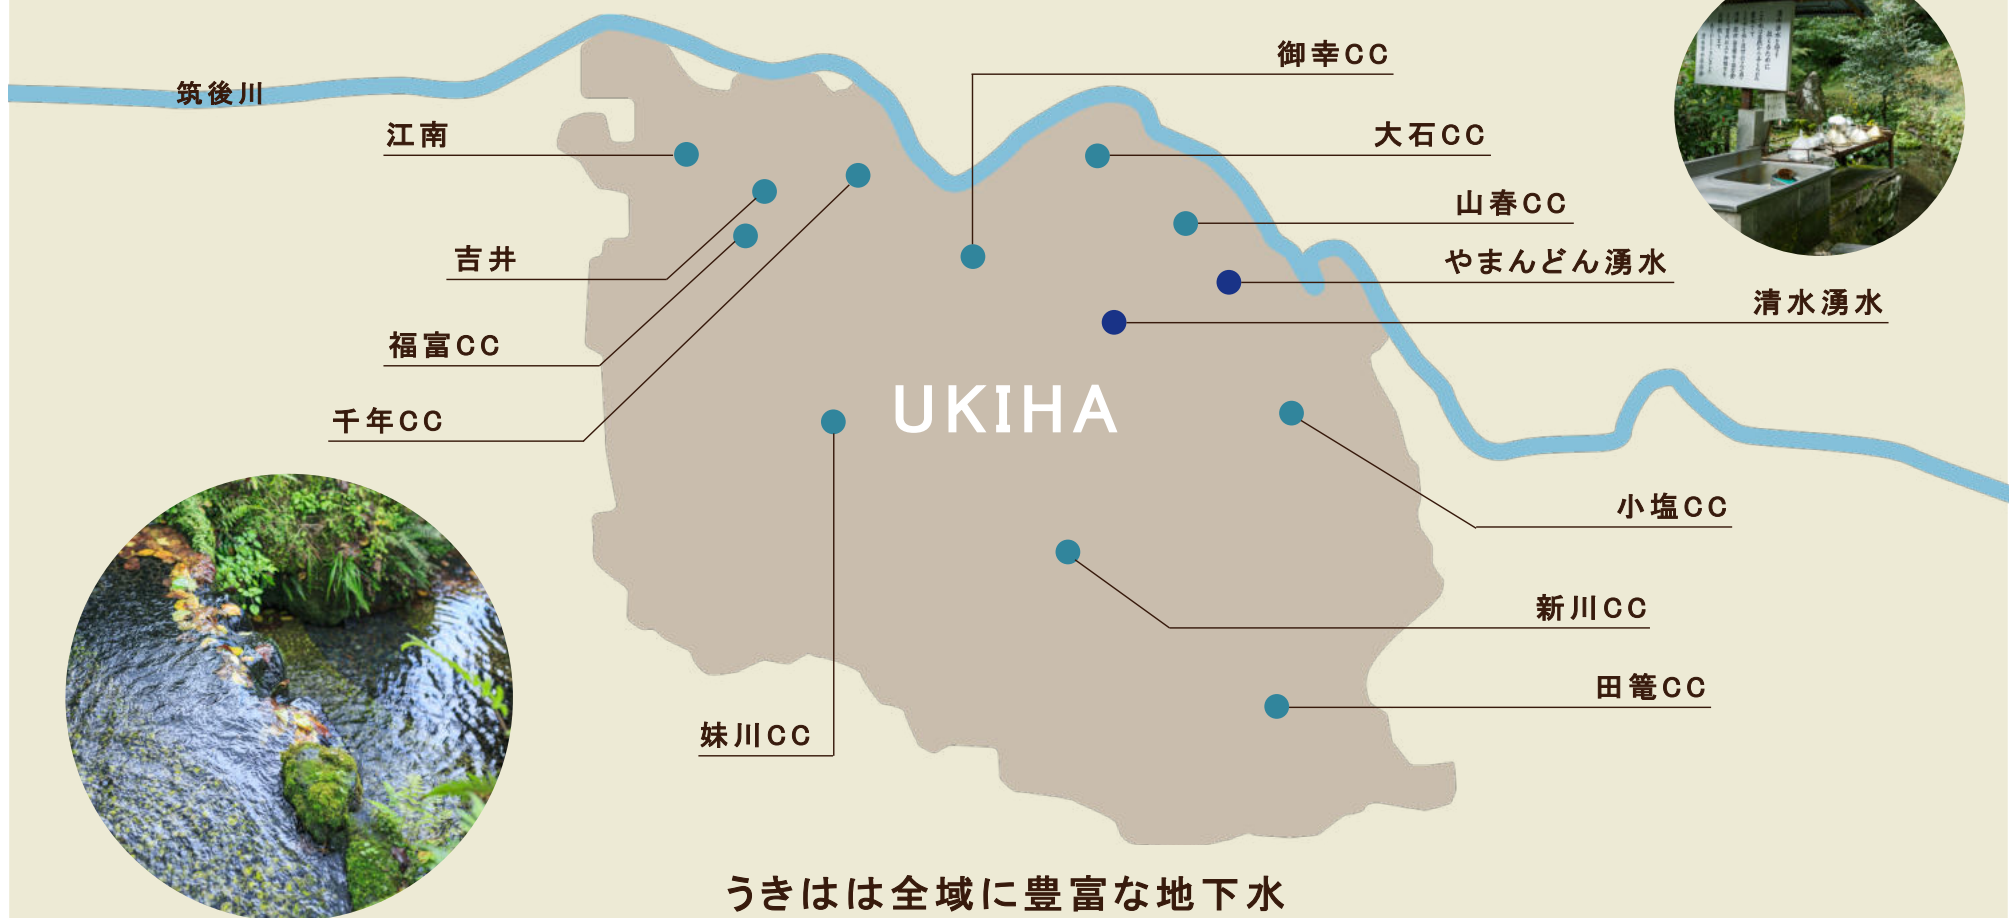 御幸CC
筑後川
江南
大石CC
山春CC
吉井
やまんどん湧水
清水湧水
福富CC
千年CC
UKIHA
小塩CC
新川CC
田篭CC
妹川CC
うきはは全域に豊富な地下水